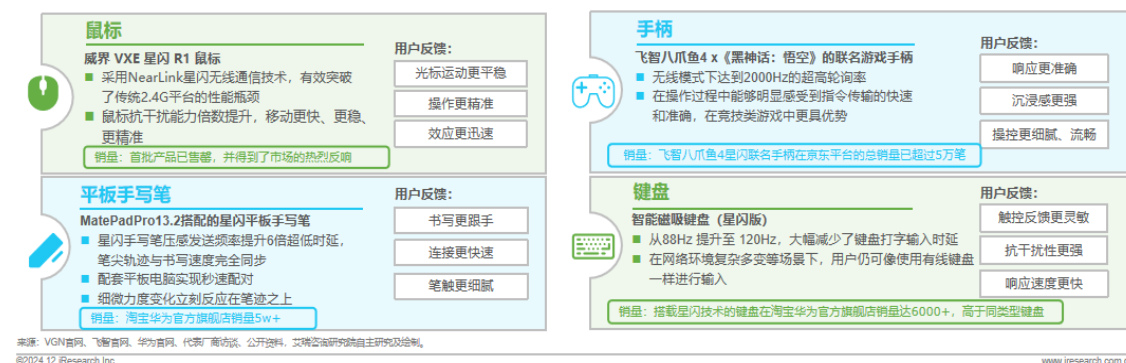 鼠标
威界 VXE 星闪 R1 鼠标
■ 采用NearLink星闪无线通信技术，有效突破
了传统2.4G平台的性能瓶颈
■ 鼠标抗干扰能力倍数提升，移动更快、更稳、
更精准
销量：首批产品已售罄，并得到了市场的热烈反响
用户反馈：
光标运动更平稳
操作更精准
效应更迅速
手柄
飞智八爪鱼4 x《黑神话：悟空》的联名游戏手柄
■ 无线模式下达到2000Hz的超高轮询率
■ 在操作过程中能够明显感受到指令传输的快速
和准确，在竞技类游戏中更具优势
销量：飞智八爪鱼4星闪联名手柄在京东平台的总销量已超过5万笔
用户反馈：
响应更准确
沉浸感更强
操控更细腻、流畅
平板手写笔
MatePadPro13.2搭配的星闪平板手写笔
■ 星闪手写笔压感发送频率提升6倍超低时延，
笔尖轨迹与书写速度完全同步
■ 配套平板电脑实现秒速配对
■ 细微力度变化立刻反应在笔迹之上
销量：淘宝华为官方旗舰店销量5w+
用户反馈：
书写更跟手
连接更快速
笔触更细腻
键盘
智能磁吸键盘（星闪版）
■ 从88Hz 提升至 120Hz，大幅减少了键盘打字输入时延
■ 在网络环境复杂多变等场景下，用户仍可像使用有线键盘
一样进行输入
销量：搭载星闪技术的键盘在淘宝华为官方旗舰店销量达6000+，高于同类型键盘
用户反馈：
触控反馈更灵敏
抗干扰性更强
响应速度更快
来源：VGN官网、飞智官网、华为官网、代表厂商访谈、公开资料，艾瑞咨询研究院自主研究及绘制。
©2024.12 iResearch Inc.
www.iresearch.com.c